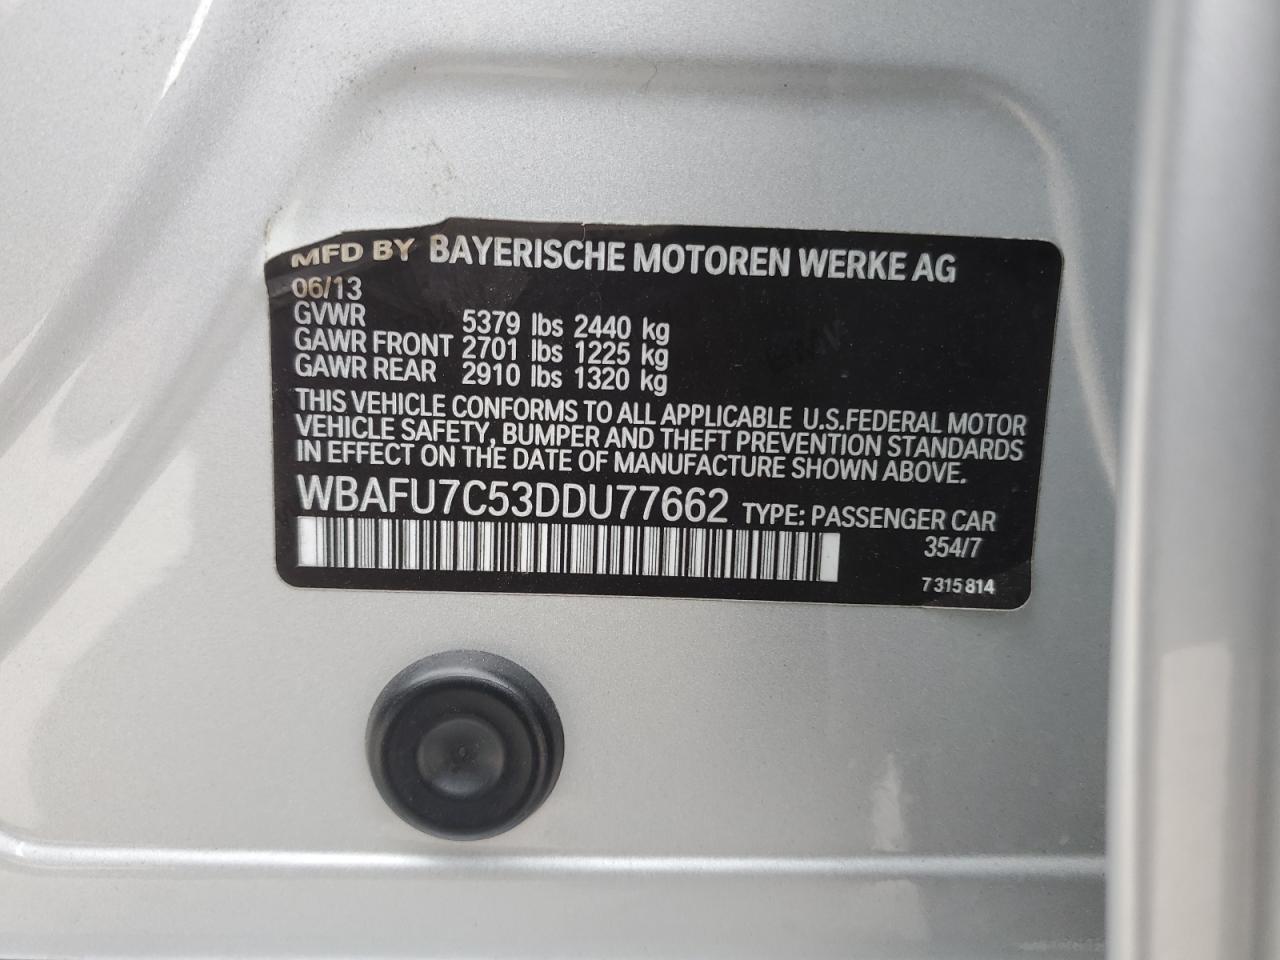 MFD BY BAYERISCHE MOTOREN WERKE AG
06/13
GVWR 5379 lbs 2440 kg
GAWR FRONT 2701 lbs 1225 kg
GAWR REAR 2910 lbs 1320 kg
THIS VEHICLE CONFORMS TO ALL APPLICABLE U.S.FEDERAL MOTOR
VEHICLE SAFETY, BUMPER AND THEFT PREVENTION STANDARDS
IN EFFECT ON THE DATE OF MANUFACTURE SHOWN ABOVE.
WBAFU7C53DDU77662 TYPE: PASSENGER CAR
354/7
7 315 814